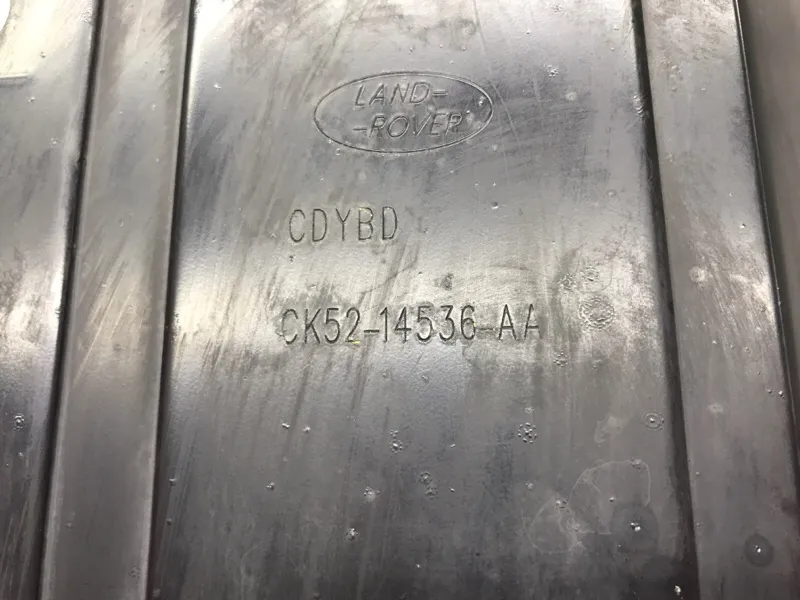 LAND-
-ROVER
CDYBD
CK52-14536-AA